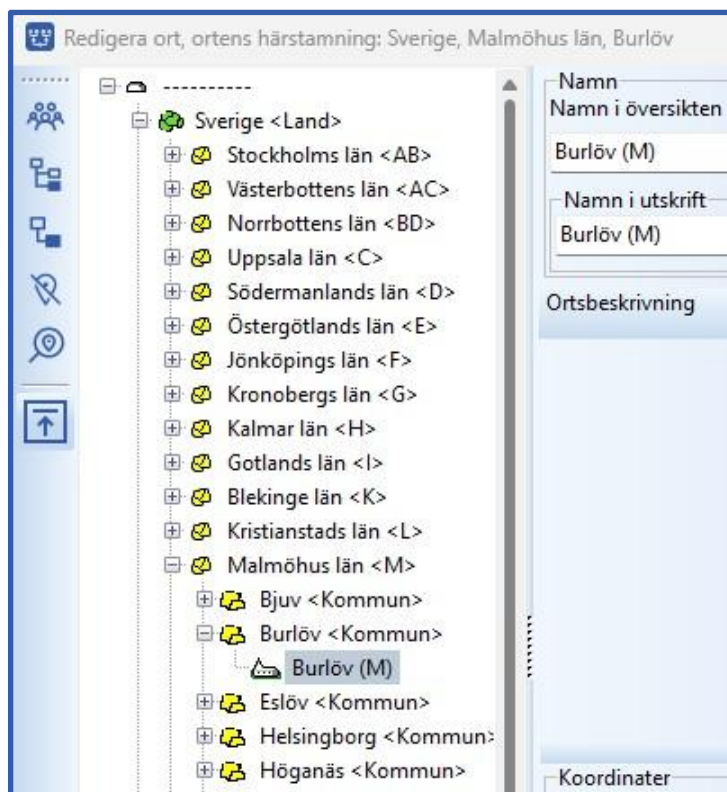 Redigera ort, ortens härstamning: Sverige, Malmöhus län, Burlöv
----------
Sverige <Land>
Stockholms län <AB>
Västerbottens län <AC>
Norrbottens län <BD>
Uppsala län <C>
Södermanlands län <D>
Östergötlands län <E>
Jönköpings län <F>
Kronobergs län <G>
Kalmar län <H>
Gotlands län <I>
Blekinge län <K>
Kristianstads län <L>
Malmöhus län <M>
Bjuv <Kommun>
Burlöv <Kommun>
Burlöv (M)
Eslöv <Kommun>
Helsingborg <Kommun>
Höganäs <Kommun>
Namn
Namn i översikten
Burlöv (M)
Namn i utskrift
Burlöv (M)
Ortsbeskrivning
Koordinater